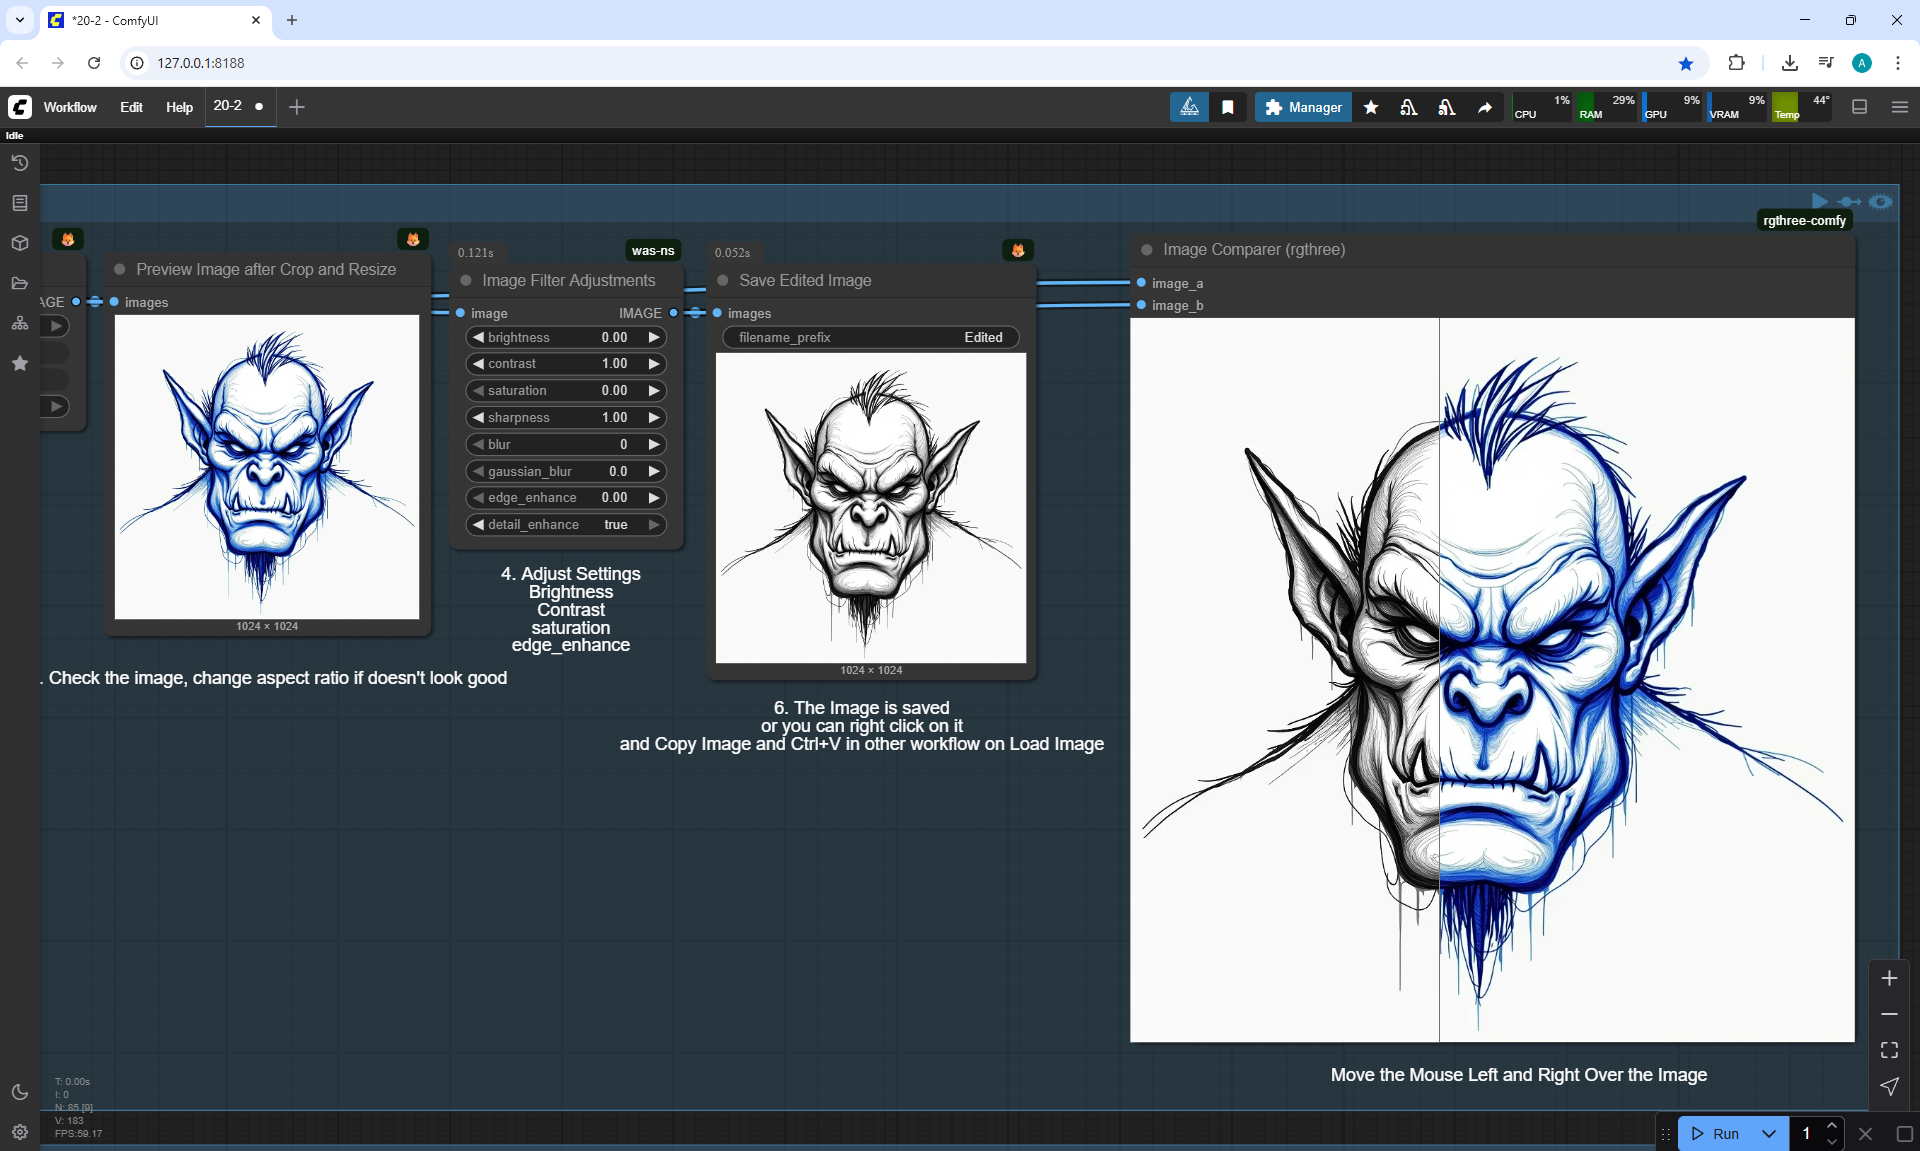 *20-2 - ComfyUI
127.0.0.1:8188
A
Workflow Edit Help 20-2
Manager
1% CPU
29% RAM
9% GPU
9% VRAM
44° Temp
Idle
rgthree-comfy
AGE
Preview Image after Crop and Resize
images
1024 × 1024
. Check the image, change aspect ratio if doesn't look good
0.121s
was-ns
Image Filter Adjustments
image IMAGE
brightness 0.00
contrast 1.00
saturation 0.00
sharpness 1.00
blur 0
gaussian_blur 0.0
edge_enhance 0.00
detail_enhance true
4. Adjust Settings
Brightness
Contrast
saturation
edge_enhance
0.052s
Save Edited Image
images
filename_prefix Edited
1024 × 1024
6. The Image is saved
or you can right click on it
and Copy Image and Ctrl+V in other workflow on Load Image
Image Comparer (rgthree)
image_a
image_b
Move the Mouse Left and Right Over the Image
T: 0.00s
I: 0
N: 85 [9]
V: 183
FPS:59.17
Run 1